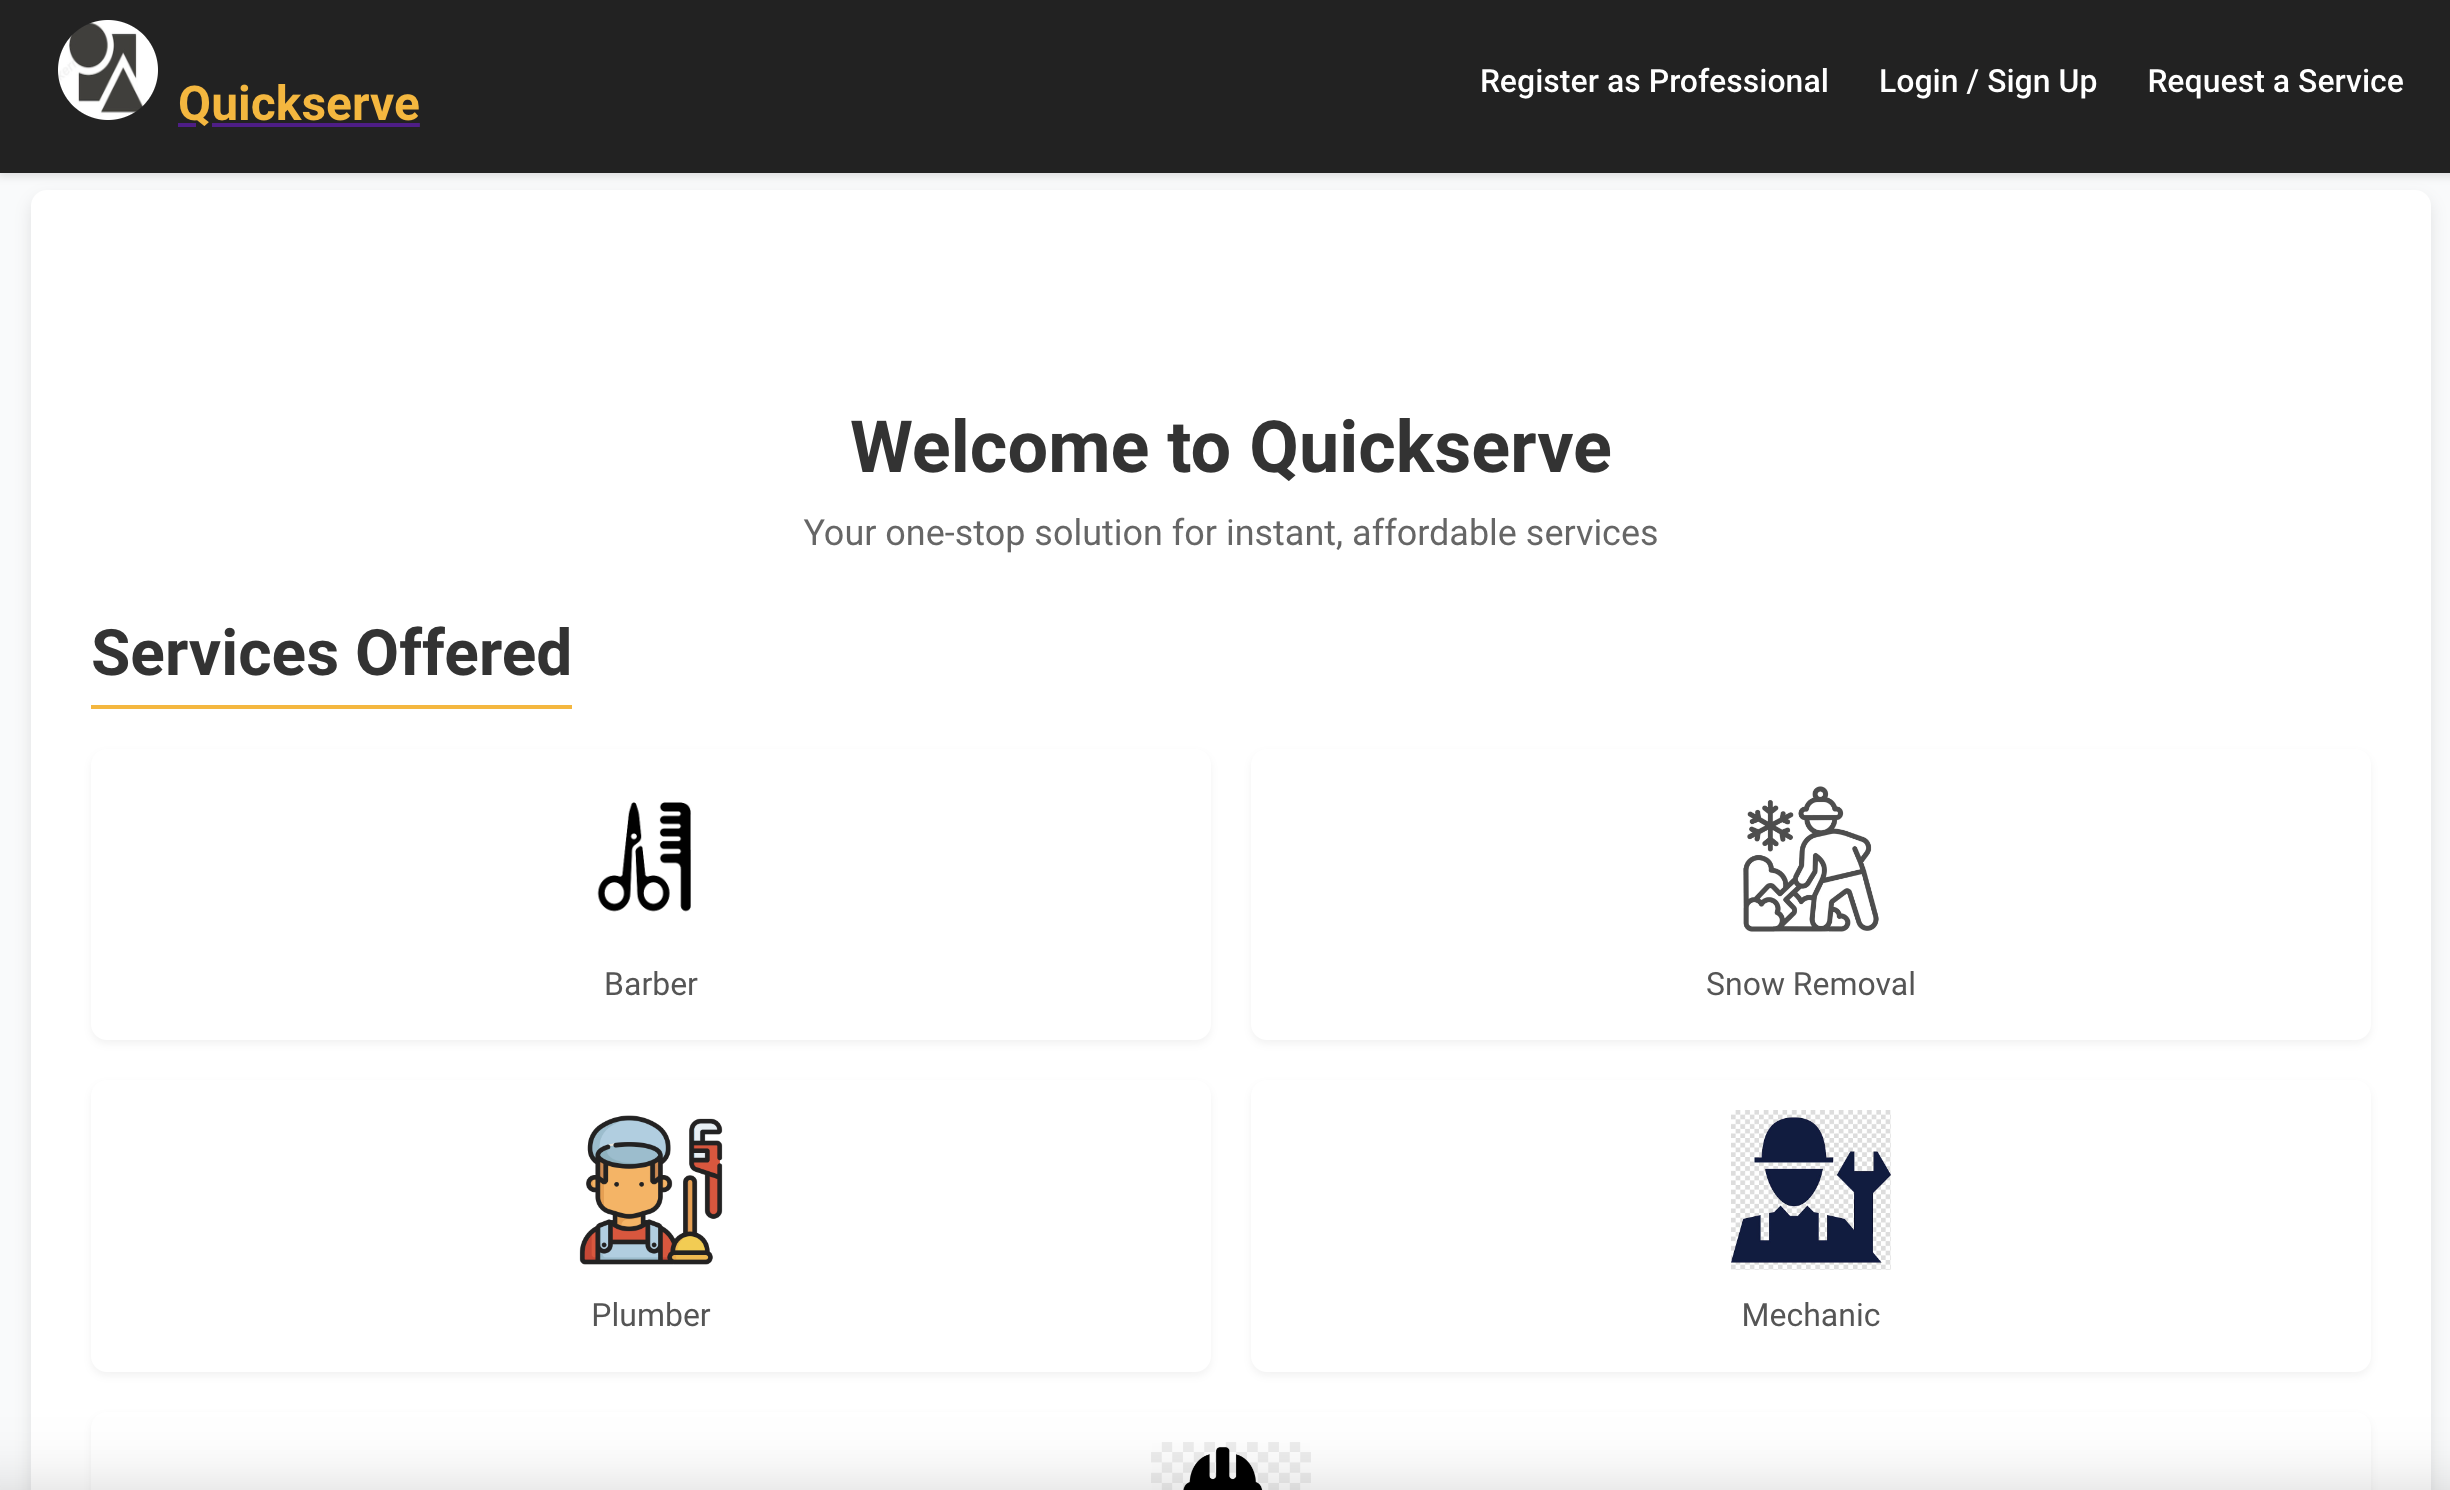 Quickserve
Register as Professional
Login / Sign Up
Request a Service
Welcome to Quickserve
Your one-stop solution for instant, affordable services
Services Offered
Barber
Snow Removal
Plumber
Mechanic